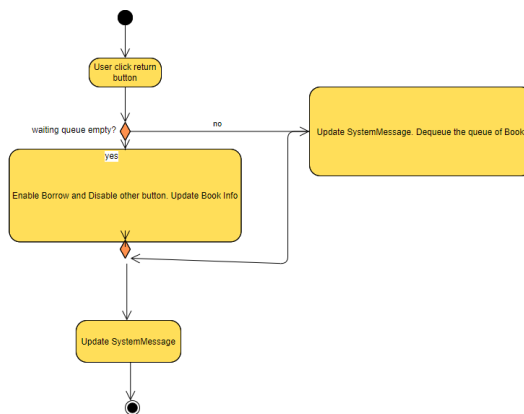 User click return
button
waiting queue empty?
no
Update SystemMessage. Dequeue the queue of Book
yes
Enable Borrow and Disable other button. Update Book Info
Update SystemMessage